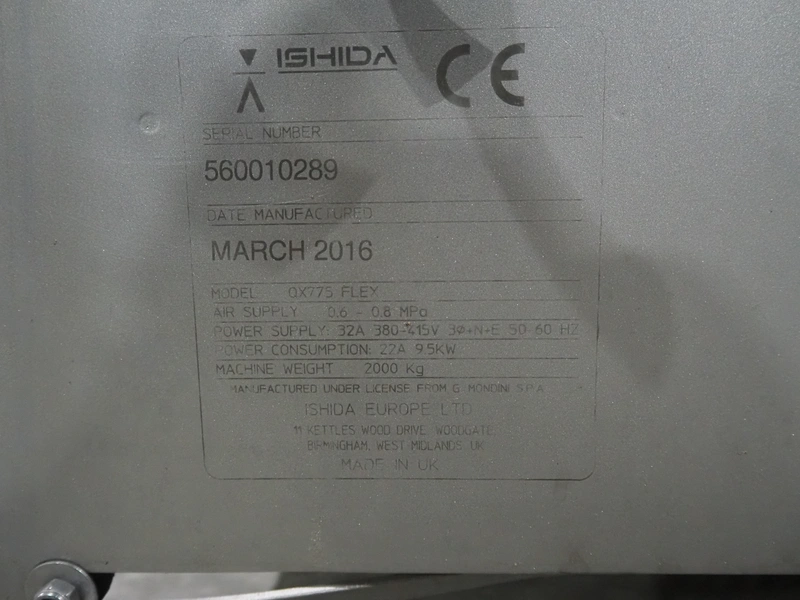 ISHIDA CE
SERIAL NUMBER
560010289
DATE MANUFACTURED
MARCH 2016
MODEL QX775 FLEX
AIR SUPPLY 0.6 - 0.8 MPa
POWER SUPPLY: 32A 380-415V 3Ø+N+E 50-60 HZ
POWER CONSUMPTION: 22A 9.5KW
MACHINE WEIGHT 2000 Kg
MANUFACTURED UNDER LICENSE FROM G. MONDINI S.P.A.
ISHIDA EUROPE LTD
11 KETTLES WOOD DRIVE, WOODGATE,
BIRMINGHAM, WEST MIDLANDS, UK
MADE IN UK